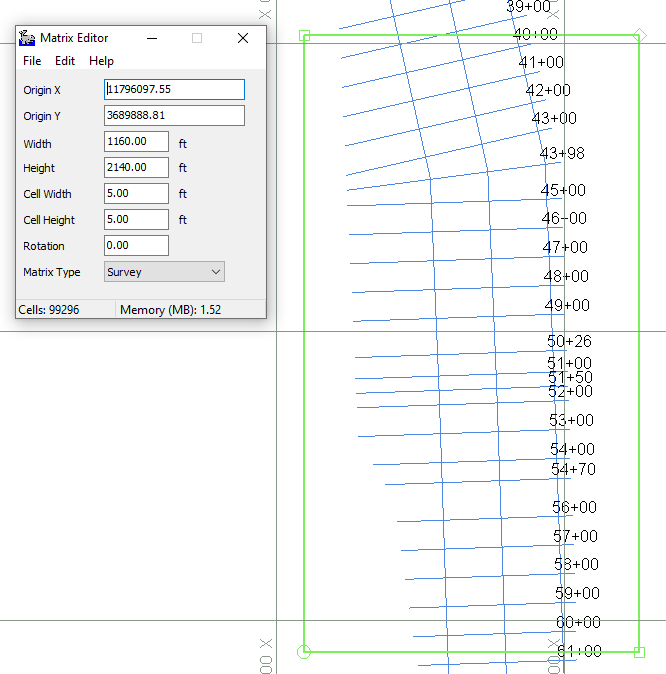 X
X
39+00
Matrix Editor
40+00
File Edit Help
41+00
Origin X 11796097.55
42+00
Origin Y 3689888.81
43+00
Width 1160.00 ft
43+98
Height 2140.00 ft
Cell Width 5.00 ft
45+00
Cell Height 5.00 ft
46+00
Rotation 0.00
47+00
Matrix Type Survey
48+00
Cells: 99296 Memory (MB): 1.52
49+00
50+26
51+00
51+50
52+00
53+00
54+00
54+70
56+00
57+00
58+00
59+00
60+00
61+00
00 X
00 X